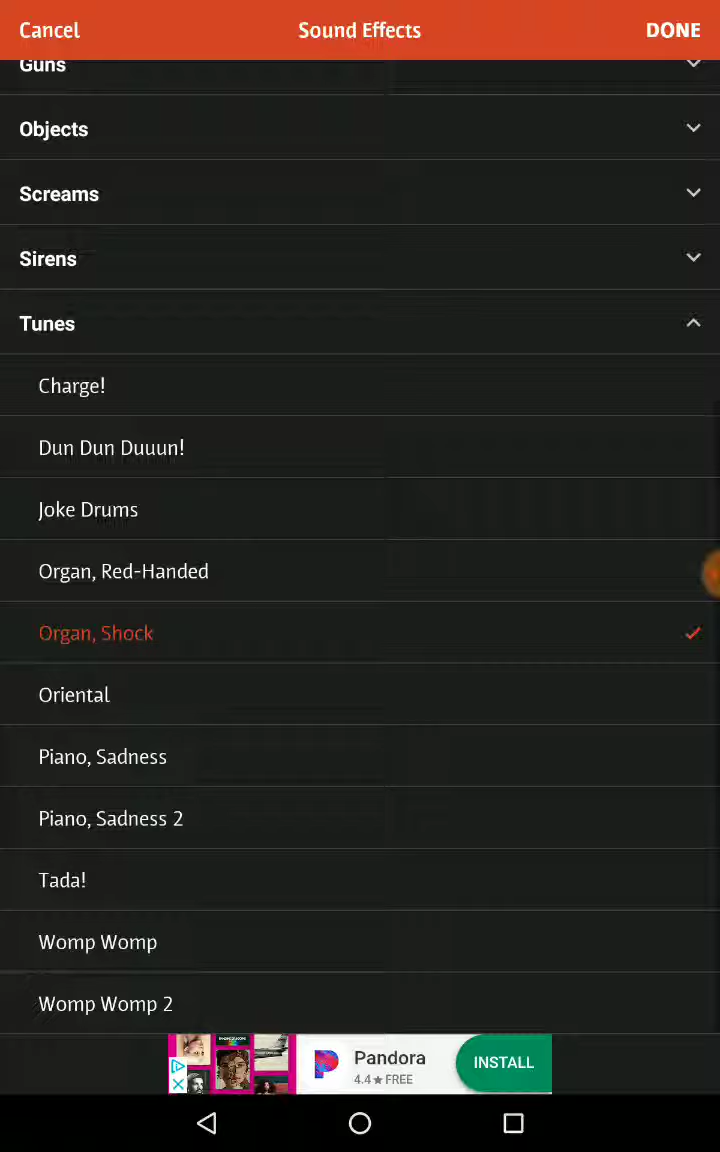 Cancel Sound Effects DONE
Guns
Objects
Screams
Sirens
Tunes
Charge!
Dun Dun Duuun!
Joke Drums
Organ, Red-Handed
Organ, Shock
Oriental
Piano, Sadness
Piano, Sadness 2
Tada!
Womp Womp
Womp Womp 2
Pandora
4.4★ FREE
INSTALL